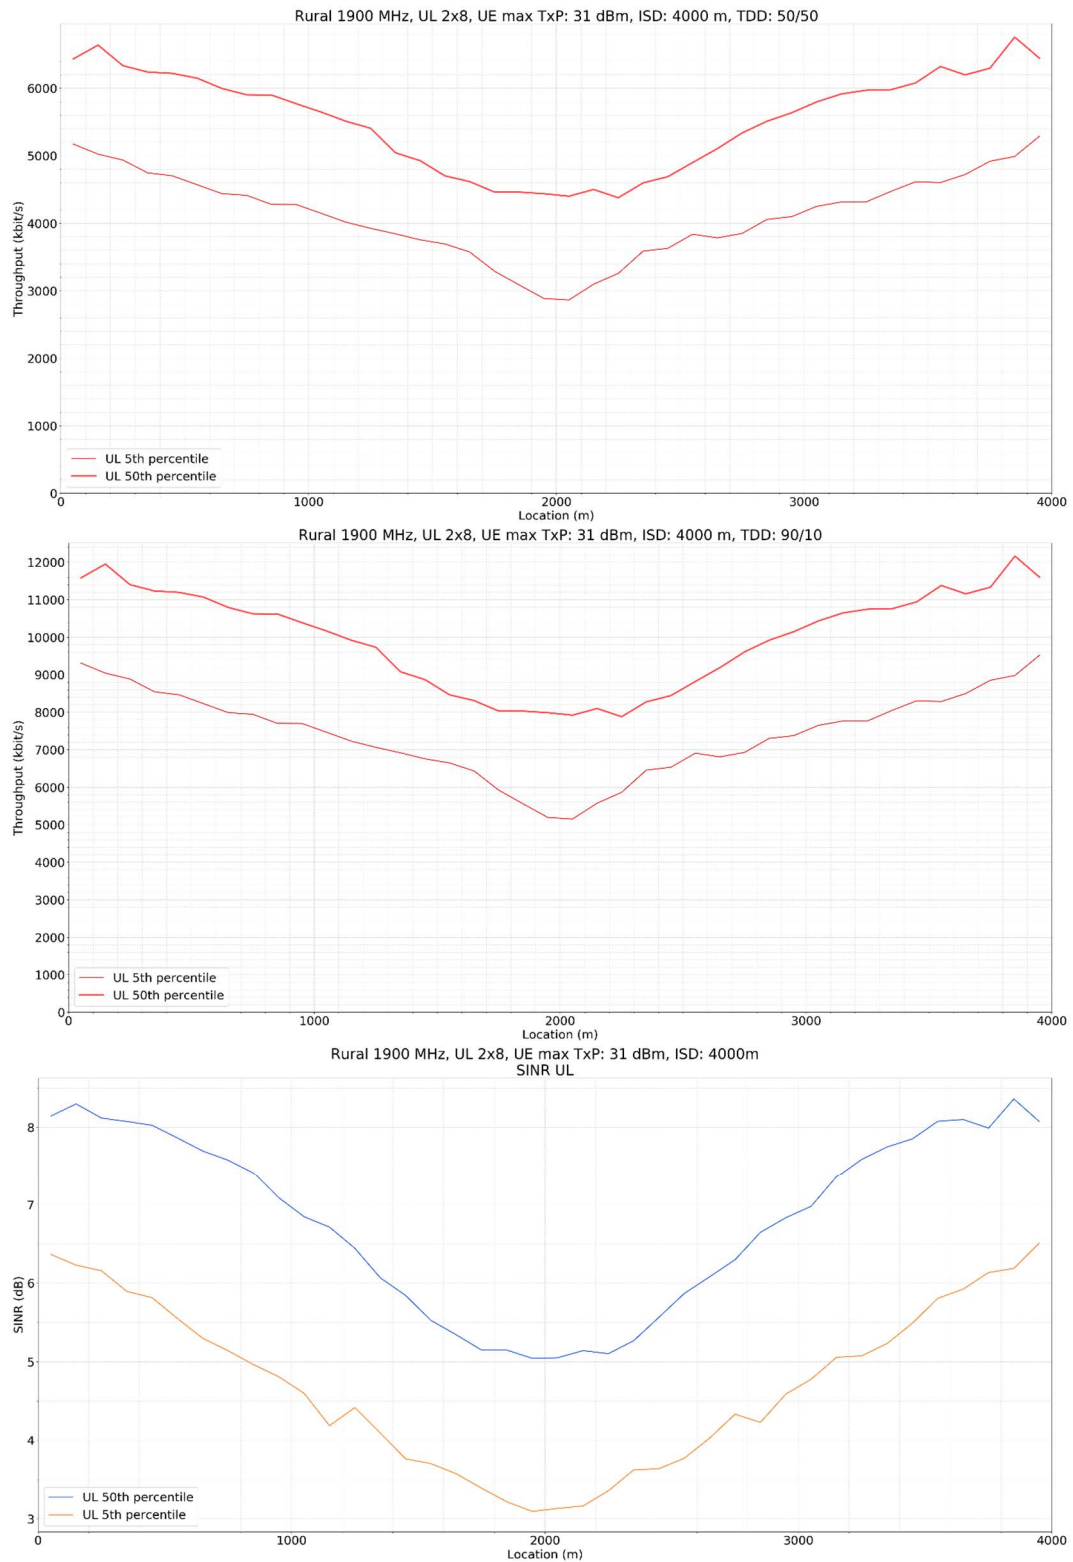 Rural 1900 MHz, UL 2x8, UE max TxP: 31 dBm, ISD: 4000 m, TDD: 50/50
6000
5000
4000
3000
2000
1000
0
Throughput (kbit/s)
UL 5th percentile
UL 50th percentile
0 1000 2000 3000 4000
Location (m)
Rural 1900 MHz, UL 2x8, UE max TxP: 31 dBm, ISD: 4000 m, TDD: 90/10
12000
11000
10000
9000
8000
7000
6000
5000
4000
3000
2000
1000
0
Throughput (kbit/s)
UL 5th percentile
UL 50th percentile
0 1000 2000 3000 4000
Location (m)
Rural 1900 MHz, UL 2x8, UE max TxP: 31 dBm, ISD: 4000m
SINR UL
8
7
6
5
4
3
SINR (dB)
UL 50th percentile
UL 5th percentile
0 1000 2000 3000 4000
Location (m)